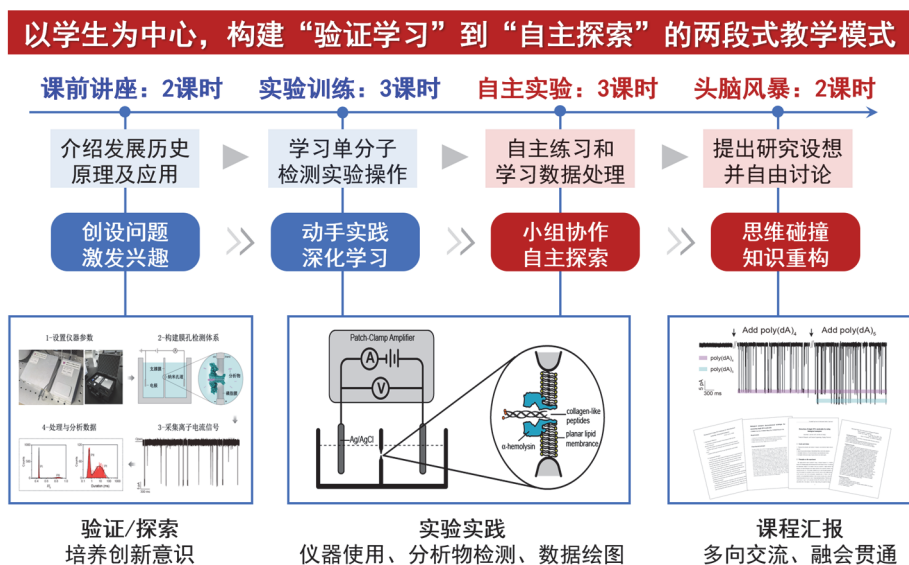 以学生为中心，构建“验证学习”到“自主探索”的两段式教学模式
课前讲座：2课时
实验训练：3课时
自主实验：3课时
头脑风暴：2课时
介绍发展历史
原理及应用
学习单分子
检测实验操作
自主练习和
学习数据处理
提出研究设想
并自由讨论
创设问题
激发兴趣
动手实践
深化学习
小组协作
自主探索
思维碰撞
知识重构
1-设置仪器参数
2-构建膜孔检测体系
分析物
4-处理与分析数据
3-采集离子电流信号
Patch-Clamp Amplifier
A
V
Ag/AgCl
collagen-like
peptides
α-hemolysin
planar lipid
membrane
Add poly(dA)₄
Add poly(dA)₅
poly(dA)₄
poly(dA)₅
300 ms
验证/探索
培养创新意识
实验实践
仪器使用、分析物检测、数据绘图
课程汇报
多向交流、融会贯通